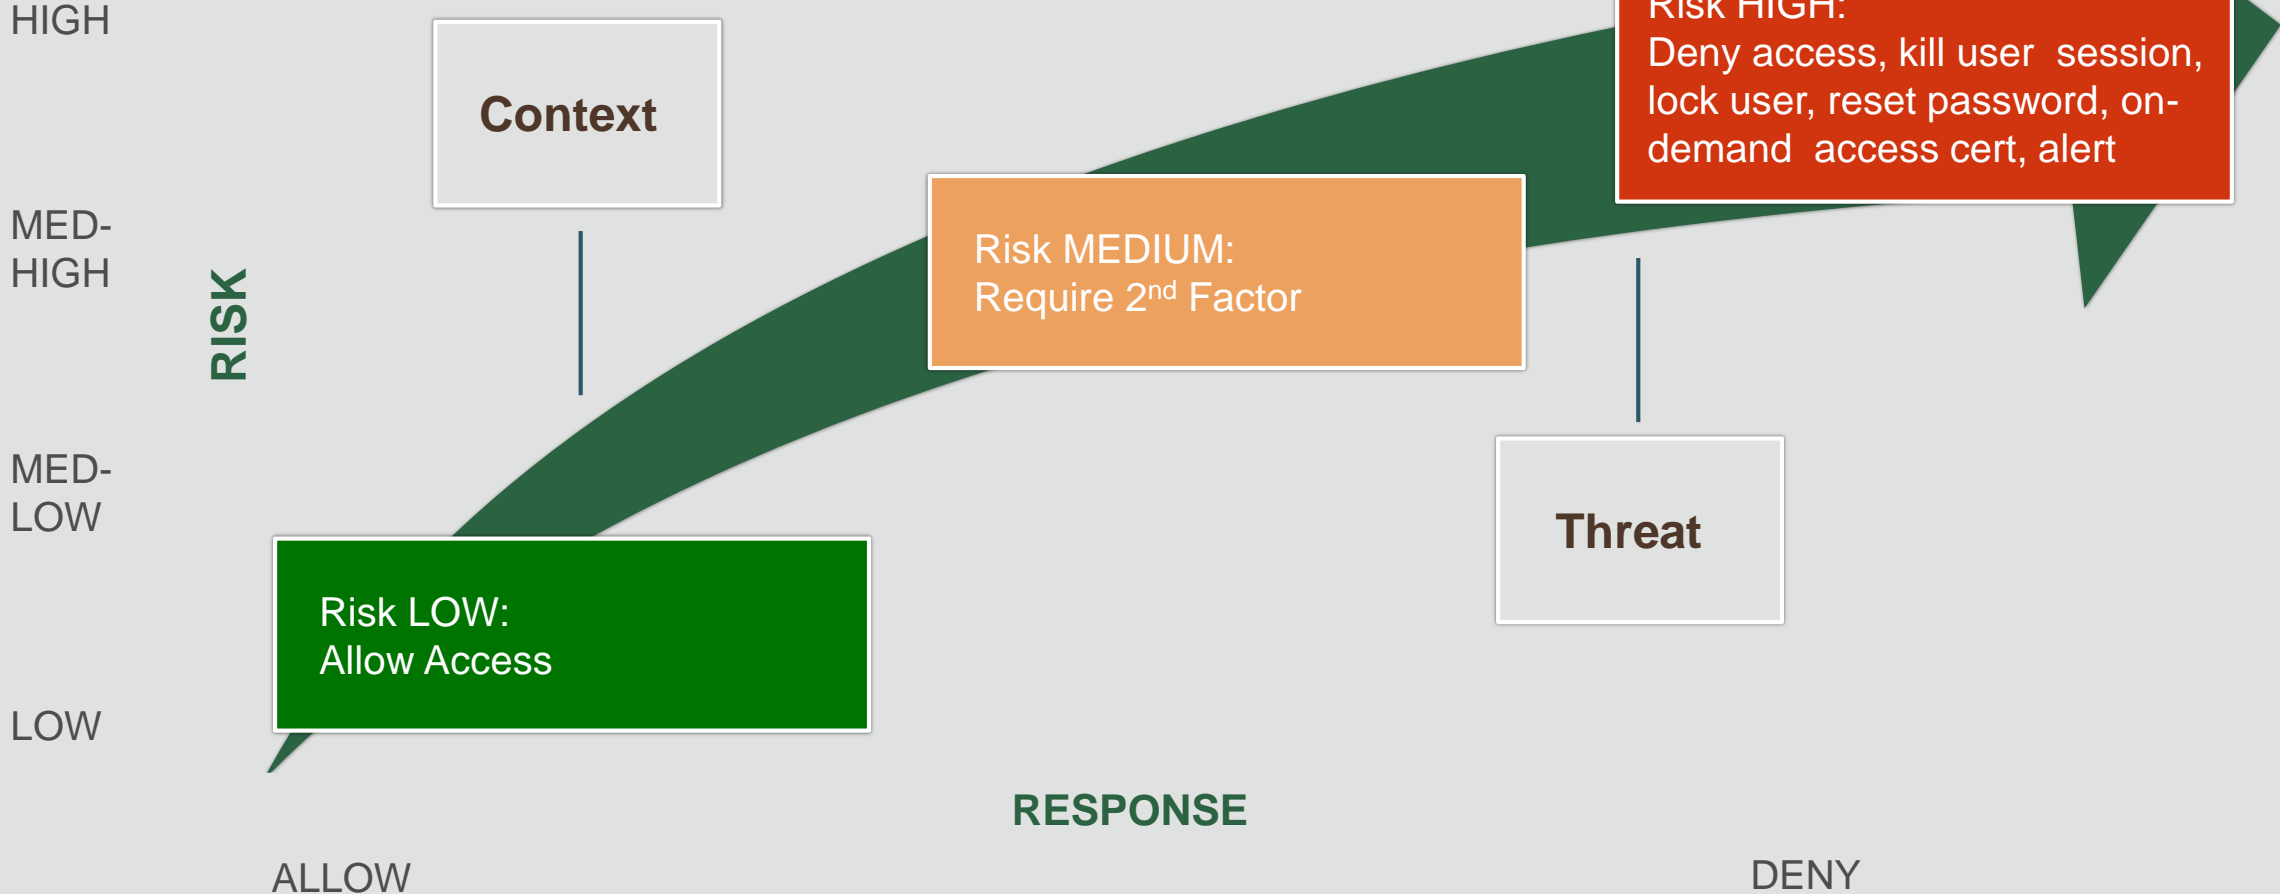 HIGH
MED-
HIGH
MED-
LOW
LOW
RISK
Context
Risk HIGH:
Deny access, kill user  session,
lock user, reset password, on-
demand  access cert, alert
Risk MEDIUM:
Require 2nd Factor
Threat
Risk LOW:
Allow Access
RESPONSE
ALLOW
DENY